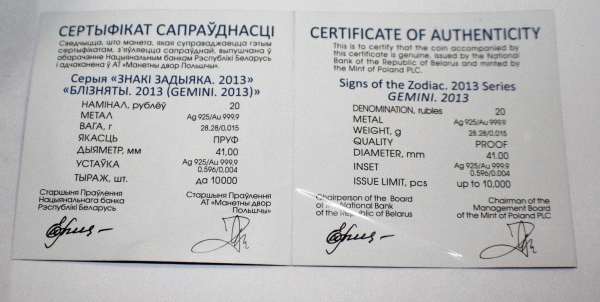 СЕРТЫФІКАТ САПРАЎДНАСЦІ
Сведчыцца, што манета, якая суправаджаецца гэтым
сертыфікатам, з'яўляецца сапраўднай, выпушчана ў
абарачэнне Нацыянальным банкам Рэспублікі Беларусь
і адчаканена ў АТ «Манетны двор Польшчы».
Серыя «ЗНАКІ ЗАДЫЯКА. 2013»
«БЛІЗНЯТЫ. 2013 (GEMINI. 2013)»
НАМІНАЛ, рублёў 20
МЕТАЛ Ag 925/Au 999,9
ВАГА, г 28.28/0.015
ЯКАСЦЬ ПРУФ
ДЫЯМЕТР, мм 41.00
УСТАЎКА Ag 925/Au 999,9
0.596/0.004
ТЫРАЖ, шт. да 10000
Старшыня Праўлення
Нацыянальнага банка
Рэспублікі Беларусь
Старшыня Праўлення
АТ «Манетны двор
Польшчы»
CERTIFICATE OF AUTHENTICITY
This is to certify that the coin accompanied by
this certificate is genuine, issued by the National
Bank of the Republic of Belarus and minted by
the Mint of Poland PLC.
Signs of the Zodiac. 2013 Series
GEMINI. 2013
DENOMINATION, rubles 20
METAL Ag 925/Au 999,9
WEIGHT, g 28.28/0.015
QUALITY PROOF
DIAMETER, mm 41.00
INSET Ag 925/Au 999,9
0.596/0.004
ISSUE LIMIT, pcs up to 10,000
Chairperson of the Board
of the National Bank
of the Republic of Belarus
Chairman of the
Management Board
of the Mint of Poland PLC